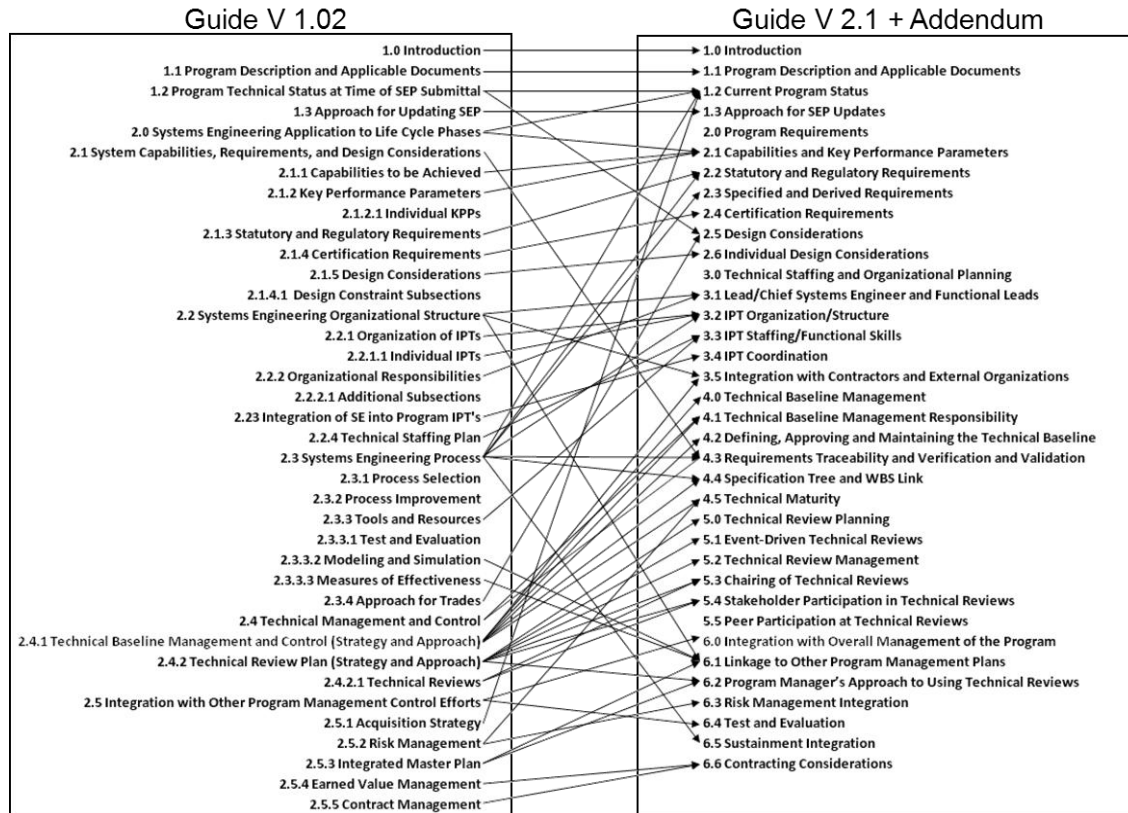 Guide V 1.02
1.0 Introduction
1.1 Program Description and Applicable Documents
1.2 Program Technical Status at Time of SEP Submittal
1.3 Approach for Updating SEP
2.0 Systems Engineering Application to Life Cycle Phases
2.1 System Capabilities, Requirements, and Design Considerations
2.1.1 Capabilities to be Achieved
2.1.2 Key Performance Parameters
2.1.2.1 Individual KPPs
2.1.3 Statutory and Regulatory Requirements
2.1.4 Certification Requirements
2.1.5 Design Considerations
2.1.4.1 Design Constraint Subsections
2.2 Systems Engineering Organizational Structure
2.2.1 Organization of IPTs
2.2.1.1 Individual IPTs
2.2.2 Organizational Responsibilities
2.2.2.1 Additional Subsections
2.23 Integration of SE into Program IPT's
2.2.4 Technical Staffing Plan
2.3 Systems Engineering Process
2.3.1 Process Selection
2.3.2 Process Improvement
2.3.3 Tools and Resources
2.3.3.1 Test and Evaluation
2.3.3.2 Modeling and Simulation
2.3.3.3 Measures of Effectiveness
2.3.4 Approach for Trades
2.4 Technical Management and Control
2.4.1 Technical Baseline Management and Control (Strategy and Approach)
2.4.2 Technical Review Plan (Strategy and Approach)
2.4.2.1 Technical Reviews
2.5 Integration with Other Program Management Control Efforts
2.5.1 Acquisition Strategy
2.5.2 Risk Management
2.5.3 Integrated Master Plan
2.5.4 Earned Value Management
2.5.5 Contract Management
Guide V 2.1 + Addendum
1.0 Introduction
1.1 Program Description and Applicable Documents
1.2 Current Program Status
1.3 Approach for SEP Updates
2.0 Program Requirements
2.1 Capabilities and Key Performance Parameters
2.2 Statutory and Regulatory Requirements
2.3 Specified and Derived Requirements
2.4 Certification Requirements
2.5 Design Considerations
2.6 Individual Design Considerations
3.0 Technical Staffing and Organizational Planning
3.1 Lead/Chief Systems Engineer and Functional Leads
3.2 IPT Organization/Structure
3.3 IPT Staffing/Functional Skills
3.4 IPT Coordination
3.5 Integration with Contractors and External Organizations
4.0 Technical Baseline Management
4.1 Technical Baseline Management Responsibility
4.2 Defining, Approving and Maintaining the Technical Baseline
4.3 Requirements Traceability and Verification and Validation
4.4 Specification Tree and WBS Link
4.5 Technical Maturity
5.0 Technical Review Planning
5.1 Event-Driven Technical Reviews
5.2 Technical Review Management
5.3 Chairing of Technical Reviews
5.4 Stakeholder Participation in Technical Reviews
5.5 Peer Participation at Technical Reviews
6.0 Integration with Overall Management of the Program
6.1 Linkage to Other Program Management Plans
6.2 Program Manager's Approach to Using Technical Reviews
6.3 Risk Management Integration
6.4 Test and Evaluation
6.5 Sustainment Integration
6.6 Contracting Considerations